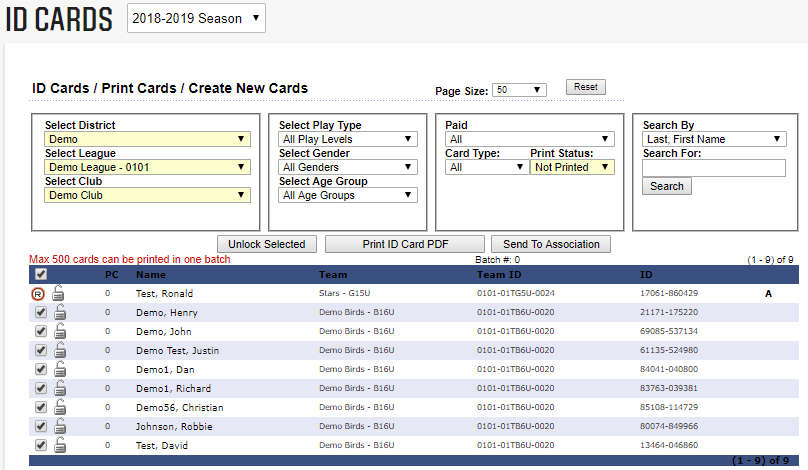 ID CARDS 2018-2019 Season
ID Cards / Print Cards / Create New Cards
Page Size: 50 Reset
Select District
Demo
Select League
Demo League - 0101
Select Club
Demo Club
Select Play Type
All Play Levels
Select Gender
All Genders
Select Age Group
All Age Groups
Paid
All
Card Type: Print Status:
All Not Printed
Search By
Last, First Name
Search For:
Search
Unlock Selected Print ID Card PDF Send To Association
Max 500 cards can be printed in one batch Batch #: 0 (1 - 9) of 9
PC Name Team Team ID ID
R 0 Test, Ronald Stars - G15U 0101-01TG5U-0024 17061-860429 A
0 Demo, Henry Demo Birds - B16U 0101-01TB6U-0020 21171-175220
0 Demo, John Demo Birds - B16U 0101-01TB6U-0020 69085-537134
0 Demo Test, Justin Demo Birds - B16U 0101-01TB6U-0020 61135-524980
0 Demo1, Dan Demo Birds - B16U 0101-01TB6U-0020 84041-040800
0 Demo1, Richard Demo Birds - B16U 0101-01TB6U-0020 83763-039381
0 Demo56, Christian Demo Birds - B16U 0101-01TB6U-0020 85108-114729
0 Johnson, Robbie Demo Birds - B16U 0101-01TB6U-0020 80074-849966
0 Test, David Demo Birds - B16U 0101-01TB6U-0020 13464-046860
(1 - 9) of 9